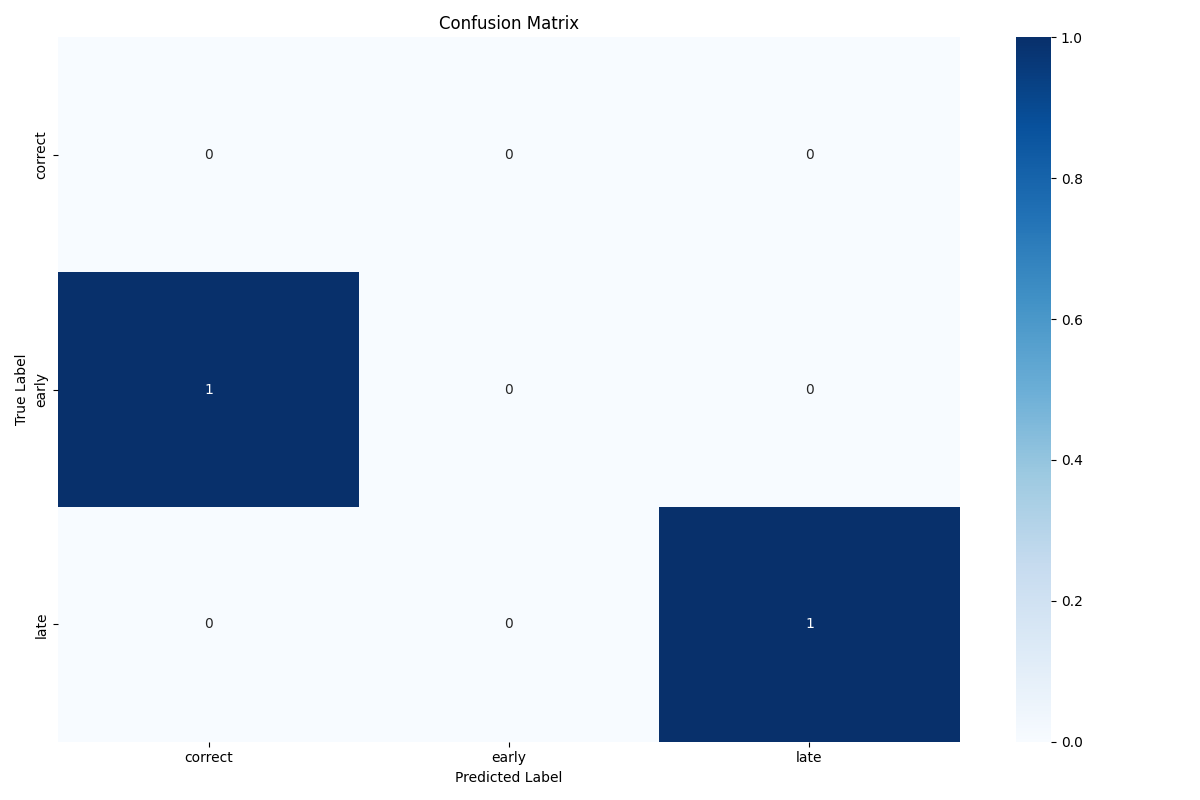 Confusion Matrix
1.0
0.8
0.6
0.4
0.2
0.0
True Label
correct
0 0 0
early
1 0 0
late
0 0 1
correct early late
Predicted Label